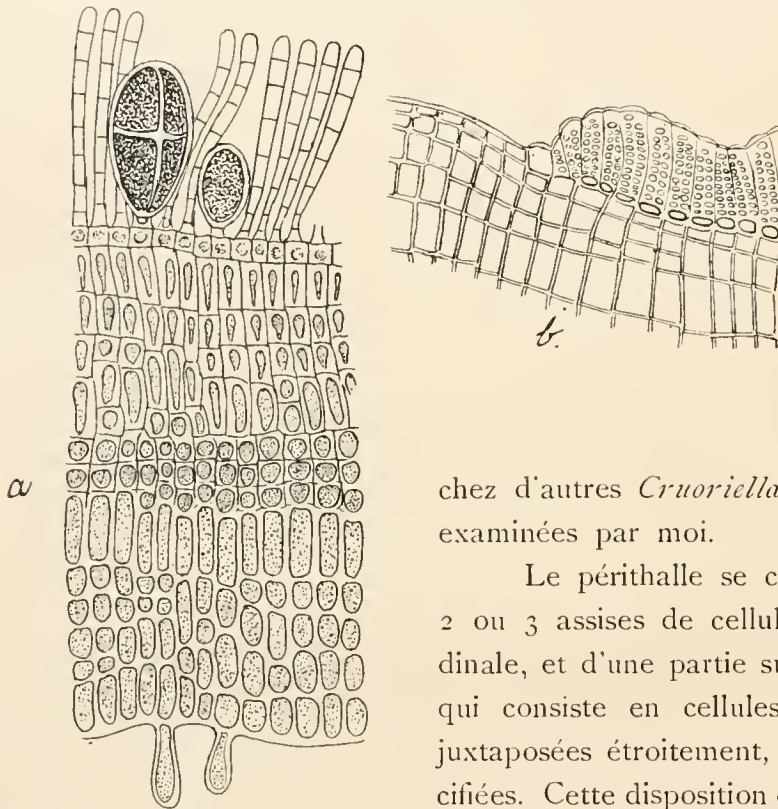 a
b.
chez d'autres Cruoriella
examinées par moi.
Le périthalle se c
2 ou 3 assises de cellul
dinale, et d'une partie su
qui consiste en cellules
juxtaposées étroitement,
cifiées. Cette disposition